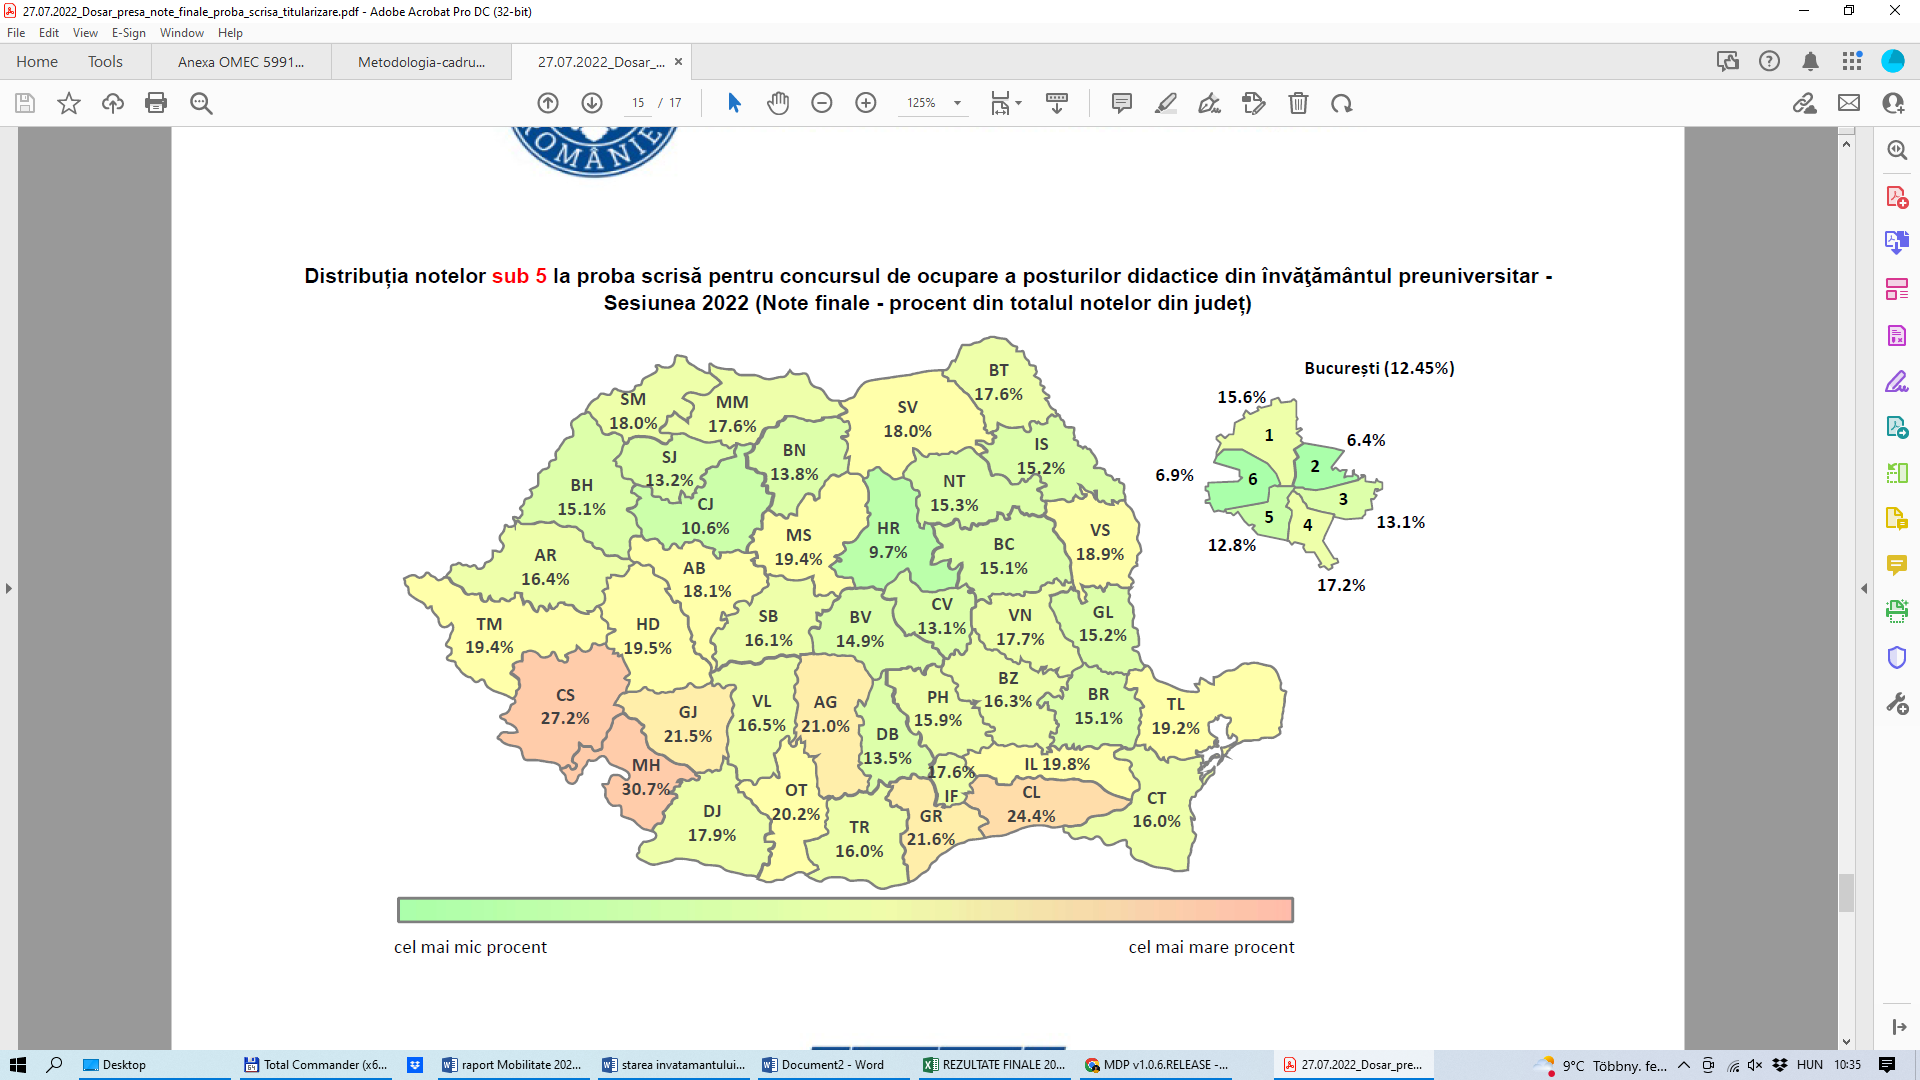 27.07.2022_Dosar_presa_note_finale_proba_scrisa_titularizare.pdf - Adobe Acrobat Pro DC (32-bit)
File Edit View E-Sign Window Help
Home Tools Anexa OMEC 5991... Metodologia-cadru... 27.07.2022_Dosar_...
15 / 17 125%
ROMÂNIE
Distribuția notelor sub 5 la proba scrisă pentru concursul de ocupare a posturilor didactice din învăţământul preuniversitar -
Sesiunea 2022 (Note finale - procent din totalul notelor din județ)
București (12.45%)
BT
17.6%
SM
18.0%
MM
17.6%
SV
18.0%
15.6%
1
6.4%
2
6.9%
6
3
13.1%
5
12.8%
4
17.2%
IS
15.2%
BN
13.8%
SJ
13.2%
BH
15.1%
CJ
10.6%
NT
15.3%
HR
9.7%
MS
19.4%
VS
18.9%
BC
15.1%
AR
16.4%
AB
18.1%
TM
19.4%
HD
19.5%
SB
16.1%
BV
14.9%
CV
13.1%
VN
17.7%
GL
15.2%
CS
27.2%
GJ
21.5%
VL
16.5%
AG
21.0%
PH
15.9%
BZ
16.3%
BR
15.1%
TL
19.2%
DB
13.5%
MH
30.7%
17.6%
IF
IL 19.8%
CL
24.4%
CT
16.0%
DJ
17.9%
OT
20.2%
TR
16.0%
GR
21.6%
cel mai mic procent cel mai mare procent
Desktop Total Commander (x6... raport Mobilitate 202... starea invatamantului... Document2 - Word REZULTATE FINALE 20... MDP v1.0.6.RELEASE -... 27.07.2022_Dosar_pre... 9°C Többny. fe... HUN 10:35